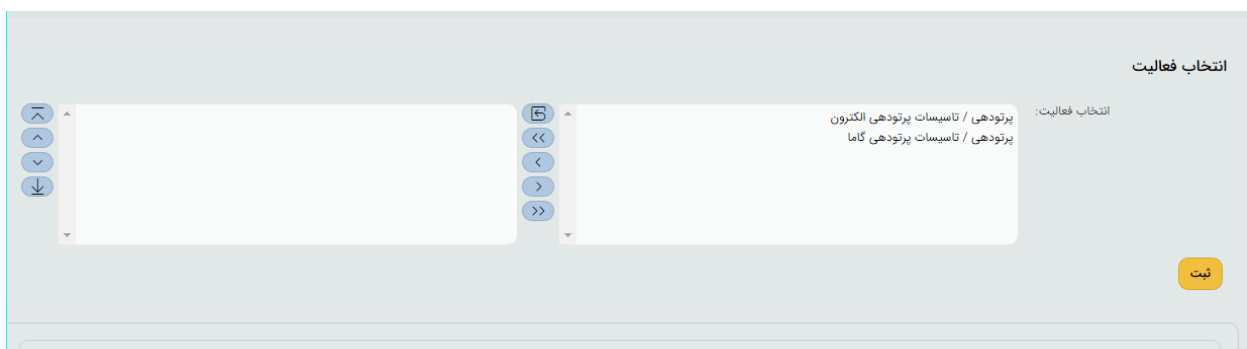 انتخاب فعالیت
انتخاب فعالیت:
پرتودهی / تاسیسات پرتودهی الکترون
پرتودهی / تاسیسات پرتودهی گاما
ثبت